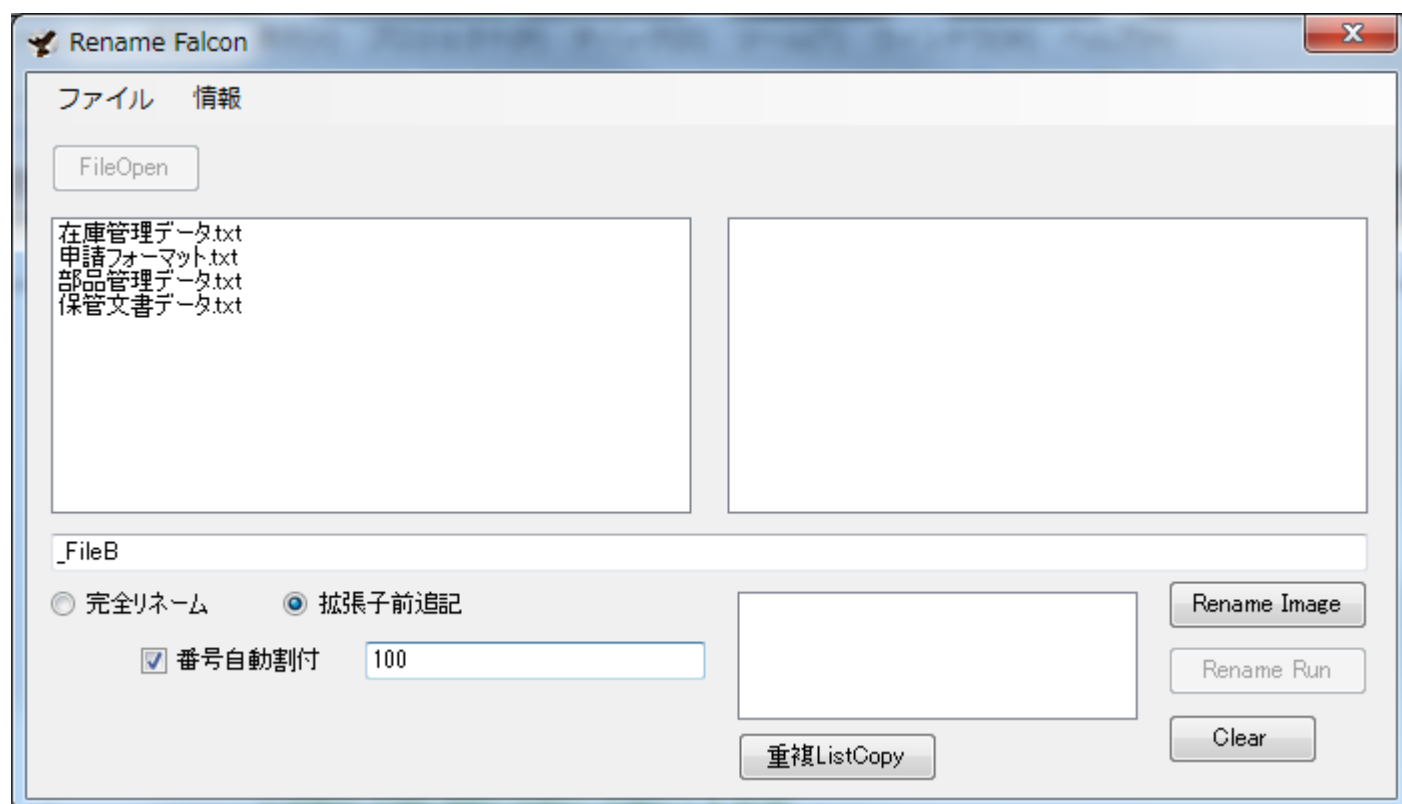 Rename Falcon
ファイル 情報
FileOpen
在庫管理データ.txt
申請フォーマット.txt
部品管理データ.txt
保管文書データ.txt
_FileB
完全リネーム 拡張子前追記
番号自動割付 100
Rename Image
Rename Run
Clear
重複ListCopy